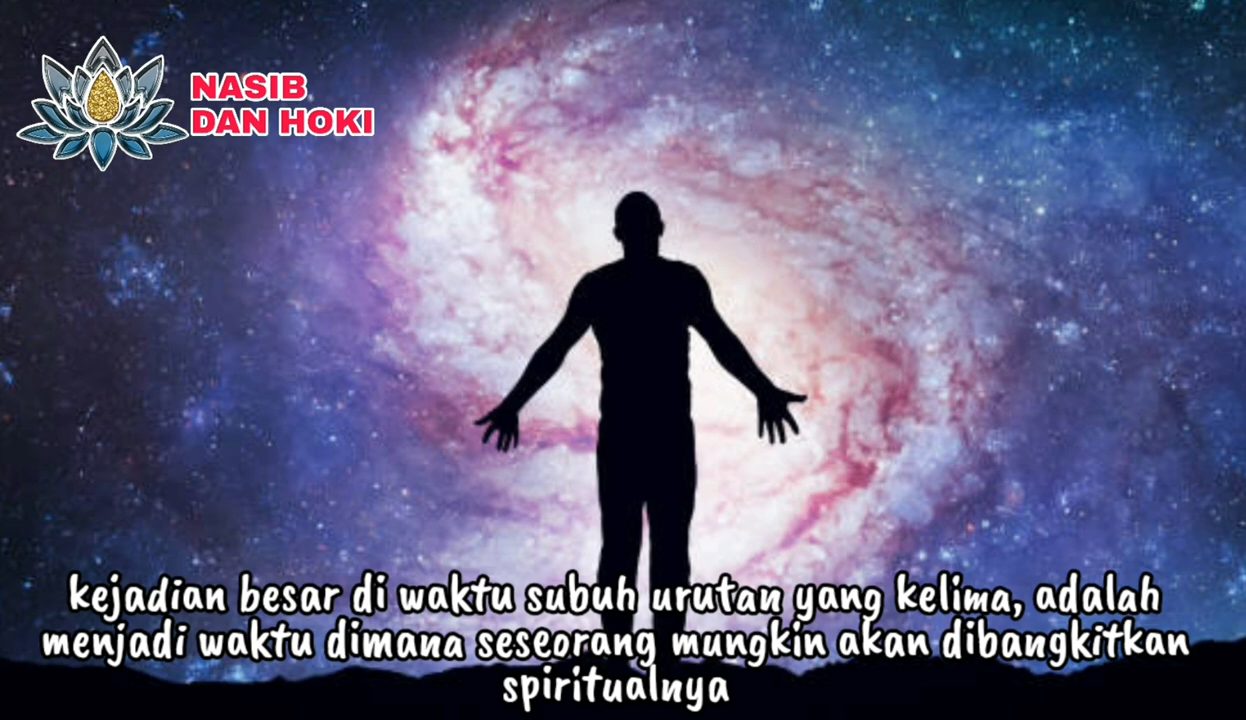 NASIB
DAN HOKI
kejadian besar di waktu subuh urutan yang kelima, adalah
menjadi waktu dimana seseorang mungkin akan dibangkitkan
spiritualnya